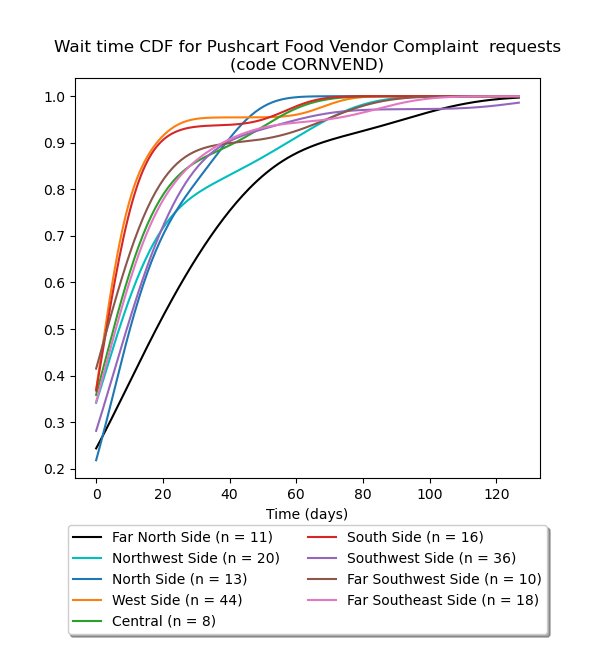 Wait time CDF for Pushcart Food Vendor Complaint  requests
(code CORNVEND)
1.0
0.9
0.8
0.7
0.6
0.5
0.4
0.3
0.2
0 20 40 60 80 100 120
Time (days)
Far North Side (n = 11)
Northwest Side (n = 20)
North Side (n = 13)
West Side (n = 44)
Central (n = 8)
South Side (n = 16)
Southwest Side (n = 36)
Far Southwest Side (n = 10)
Far Southeast Side (n = 18)